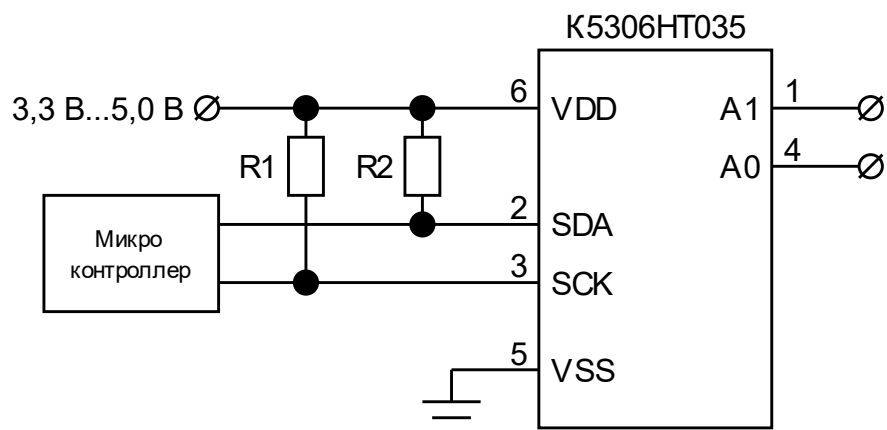 К5306НТ035
3,3 В...5,0 В
6
VDD
A1
1
R1
R2
A0
4
Микро
контроллер
2
SDA
3
SCK
5
VSS